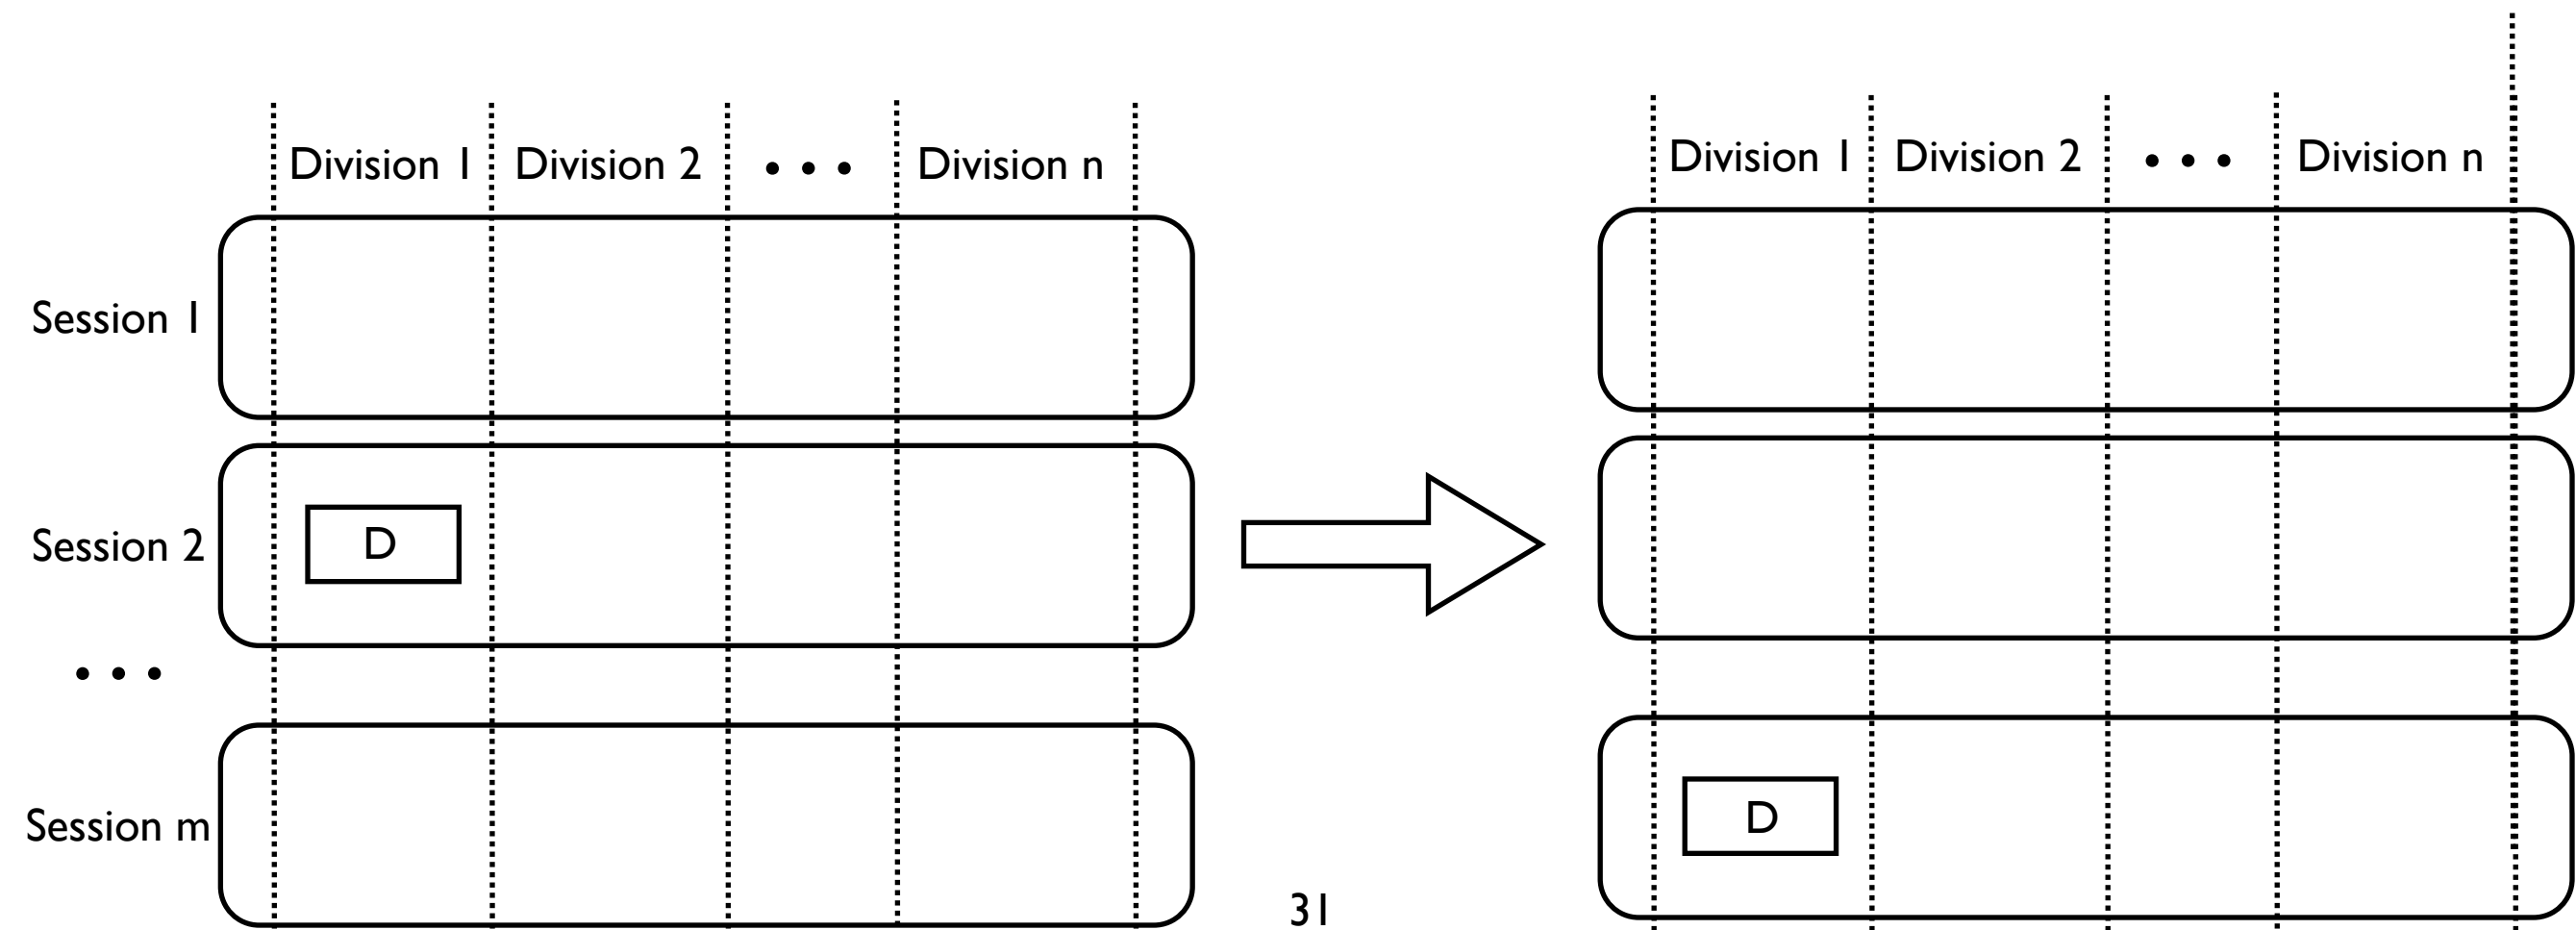 Division 1 Division 2 • • • Division n
Division 1 Division 2 • • • Division n
Session 1
Session 2
D
• • •
Session m
D
31